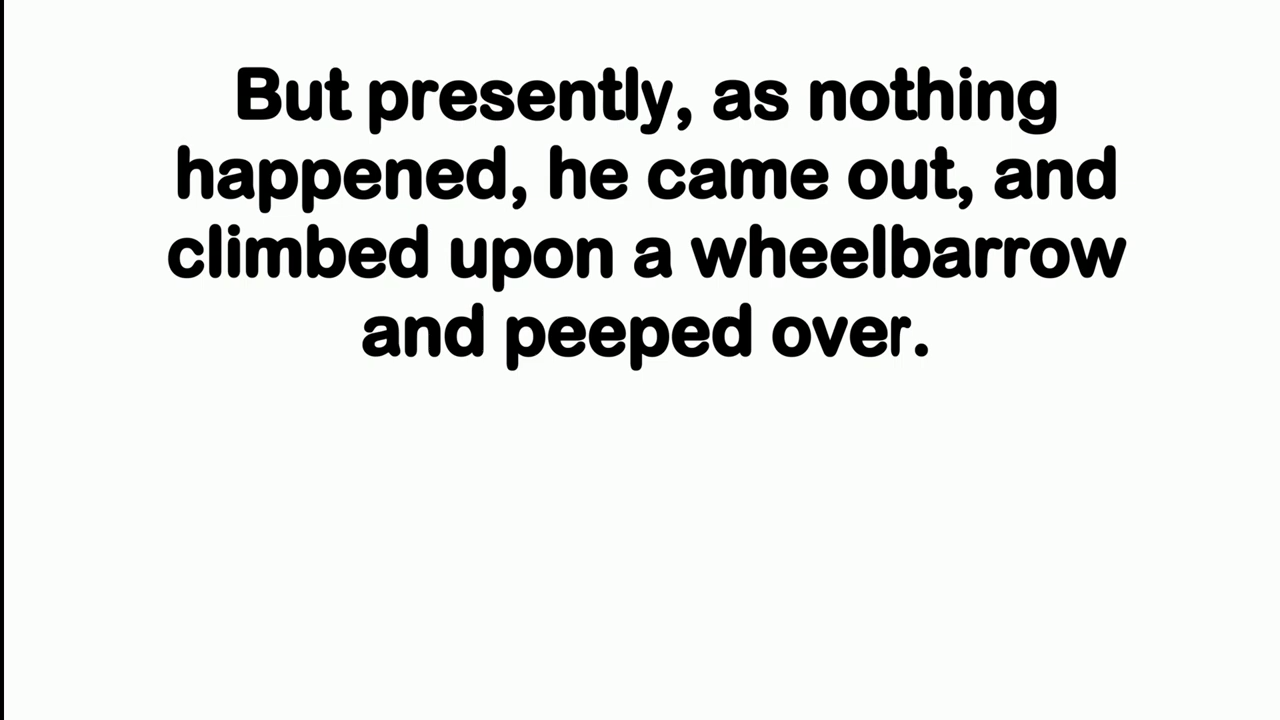 But presently, as nothing
happened, he came out, and
climbed upon a wheelbarrow
and peeped over.